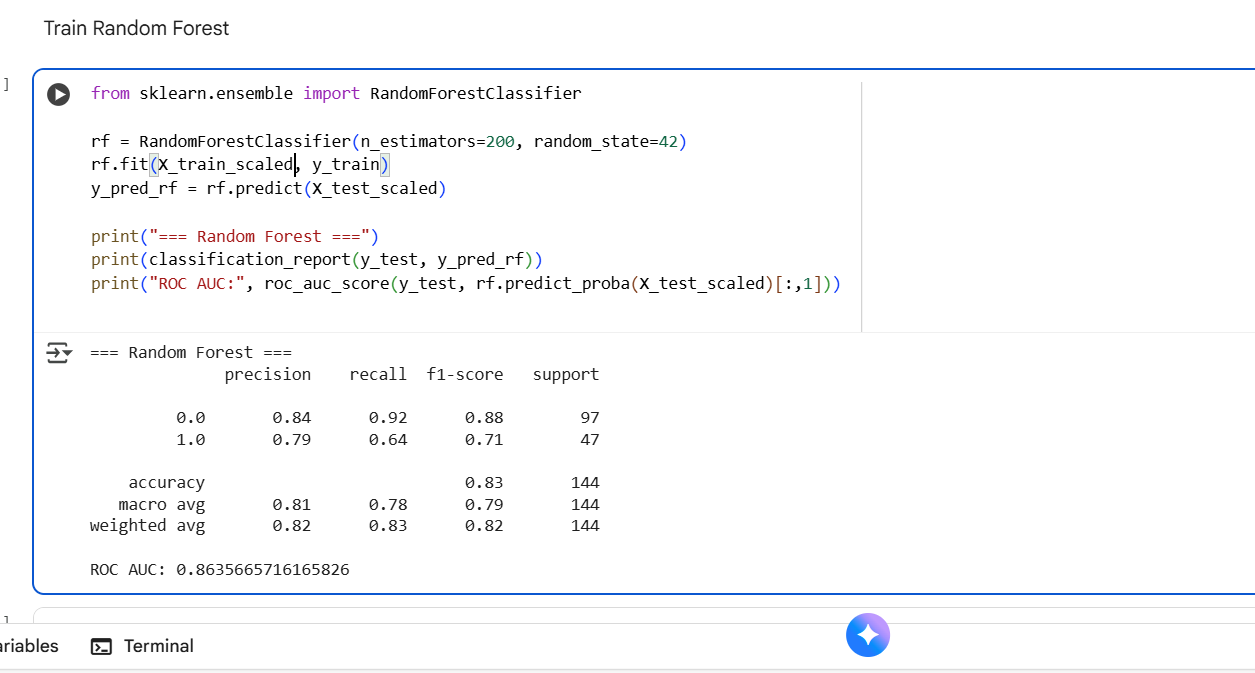 Train Random Forest
]
from sklearn.ensemble import RandomForestClassifier
rf = RandomForestClassifier(n_estimators=200, random_state=42)
rf.fit(X_train_scaled, y_train)
y_pred_rf = rf.predict(X_test_scaled)
print("=== Random Forest ===")
print(classification_report(y_test, y_pred_rf))
print("ROC AUC:", roc_auc_score(y_test, rf.predict_proba(X_test_scaled)[:,1]))
=== Random Forest ===
precision recall f1-score support
0.0 0.84 0.92 0.88 97
1.0 0.79 0.64 0.71 47
accuracy 0.83 144
macro avg 0.81 0.78 0.79 144
weighted avg 0.82 0.83 0.82 144
ROC AUC: 0.8635665716165826
]
ariables Terminal